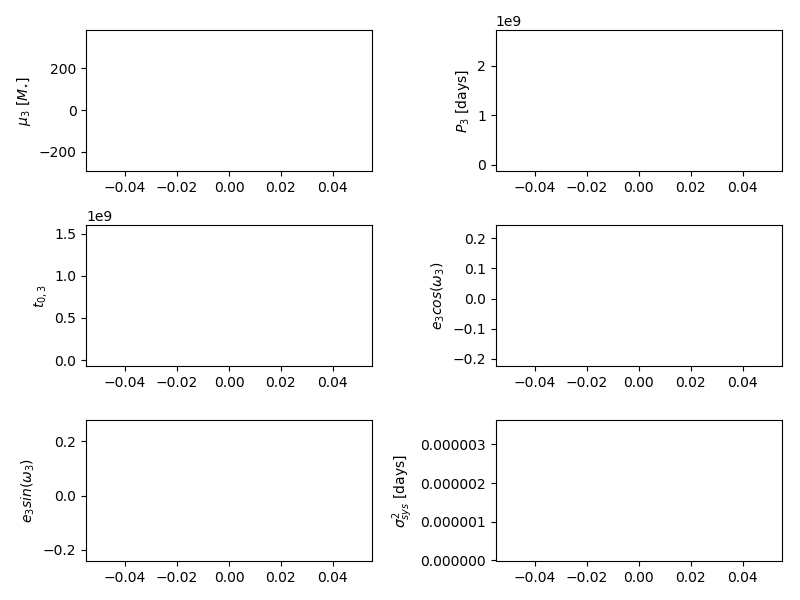 μ₃ [M⋆]
200
0
−200
−0.04 −0.02 0.00 0.02 0.04
1e9
P₃ [days]
2
1
0
−0.04 −0.02 0.00 0.02 0.04
1e9
t₀,₃
1.5
1.0
0.5
0.0
−0.04 −0.02 0.00 0.02 0.04
e₃cos(ω₃)
0.2
0.1
0.0
−0.1
−0.2
−0.04 −0.02 0.00 0.02 0.04
e₃sin(ω₃)
0.2
0.0
−0.2
−0.04 −0.02 0.00 0.02 0.04
σ²_sys [days]
0.000003
0.000002
0.000001
0.000000
−0.04 −0.02 0.00 0.02 0.04